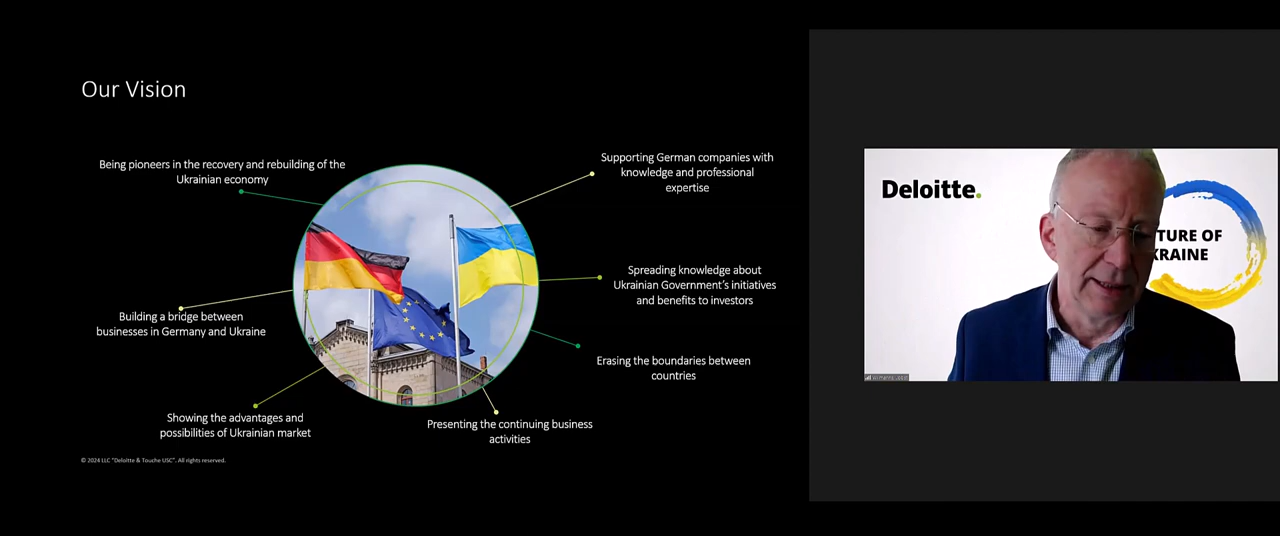 Our Vision
Being pioneers in the recovery and rebuilding of the
Ukrainian economy
Building a bridge between
businesses in Germany and Ukraine
Showing the advantages and
possibilities of Ukrainian market
Supporting German companies with
knowledge and professional
expertise
Spreading knowledge about
Ukrainian Government's initiatives
and benefits to investors
Erasing the boundaries between
countries
Presenting the continuing business
activities
© 2024 LLC "Deloitte & Touche USC". All rights reserved.
Deloitte.
TURE OF
KRAINE